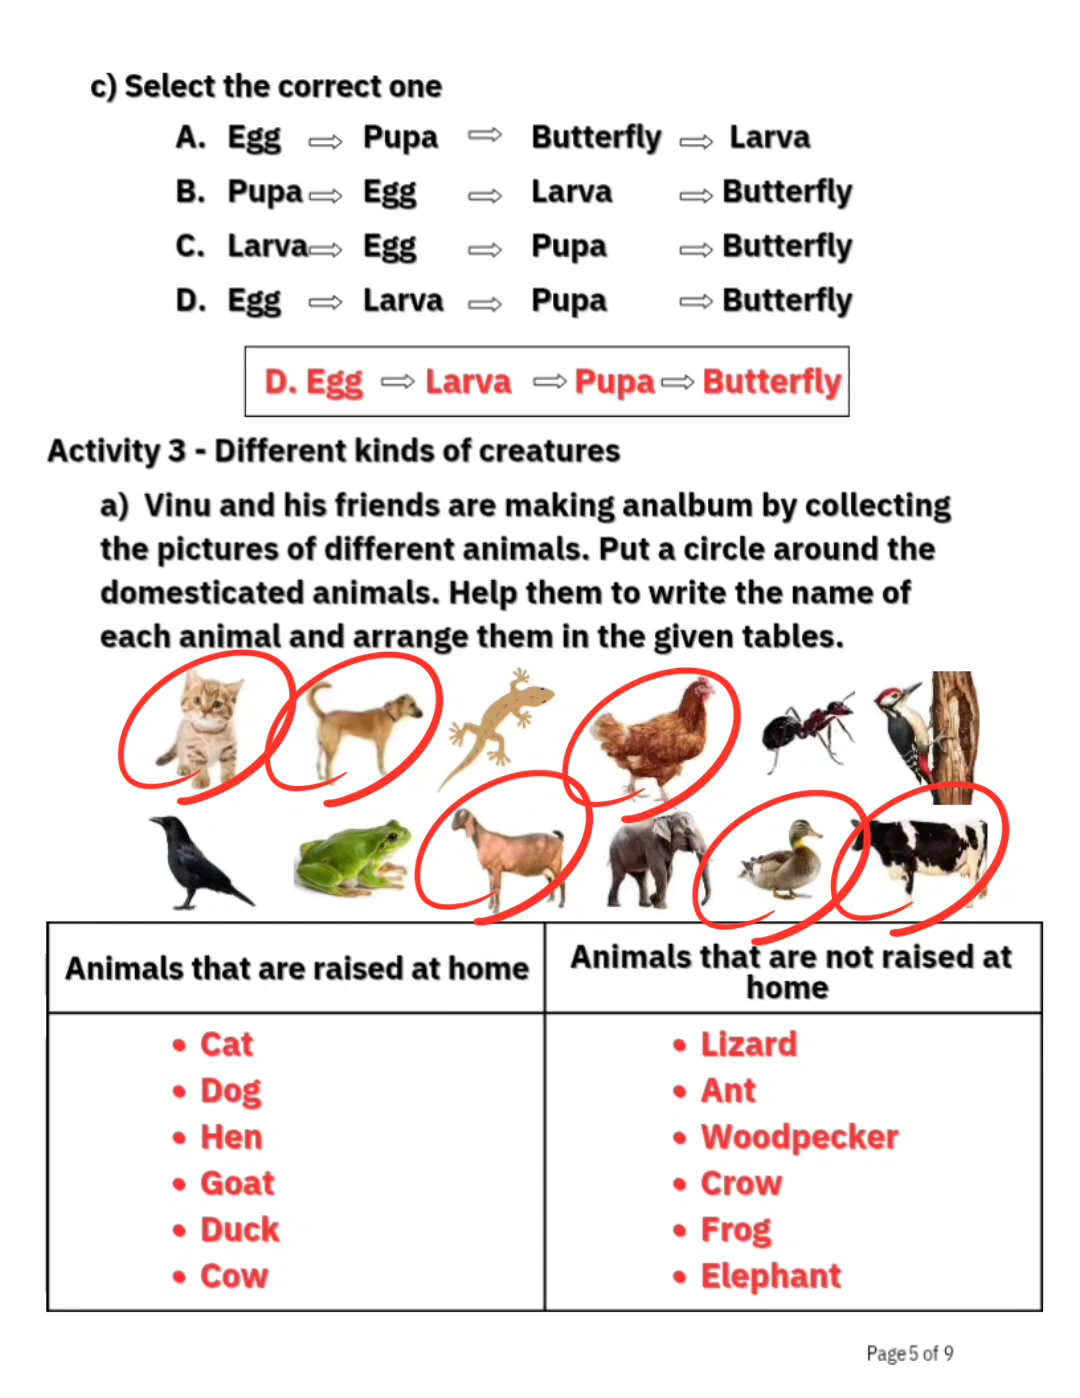 c) Select the correct one
A. Egg ⇨ Pupa ⇨ Butterfly ⇨ Larva
B. Pupa ⇨ Egg ⇨ Larva ⇨ Butterfly
C. Larva ⇨ Egg ⇨ Pupa ⇨ Butterfly
D. Egg ⇨ Larva ⇨ Pupa ⇨ Butterfly
D. Egg ⇨ Larva ⇨ Pupa ⇨ Butterfly
Activity 3 - Different kinds of creatures
a) Vinu and his friends are making analbum by collecting
the pictures of different animals. Put a circle around the
domesticated animals. Help them to write the name of
each animal and arrange them in the given tables.
Animals that are raised at home
• Cat
• Dog
• Hen
• Goat
• Duck
• Cow
Animals that are not raised at
home
• Lizard
• Ant
• Woodpecker
• Crow
• Frog
• Elephant
Page 5 of 9